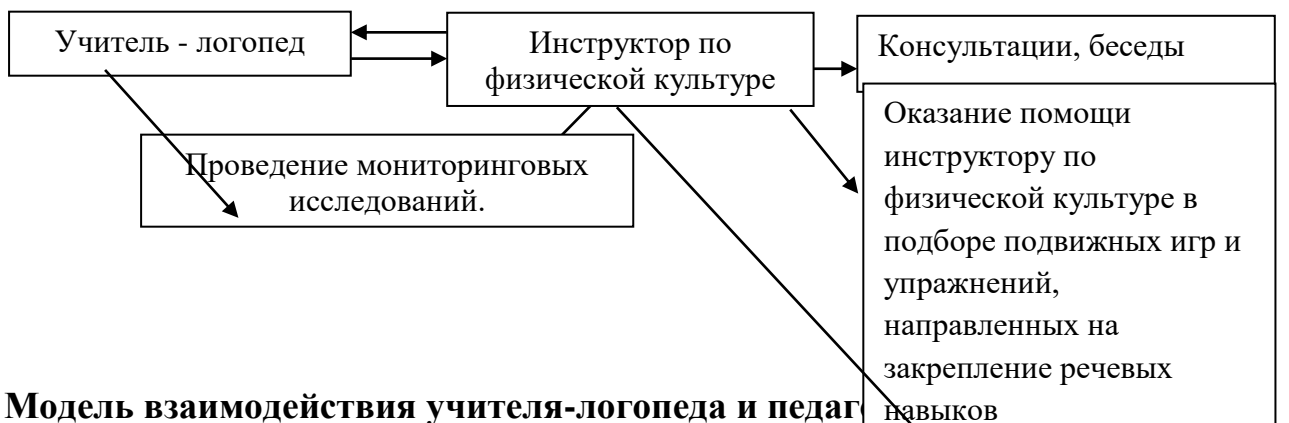 Учитель - логопед
Инструктор по
физической культуре
Консультации, беседы
Проведение мониторинговых
исследований.
Оказание помощи
инструктору по
физической культуре в
подборе подвижных игр и
упражнений,
направленных на
закрепление речевых
навыков
Модель взаимодействия учителя-логопеда и